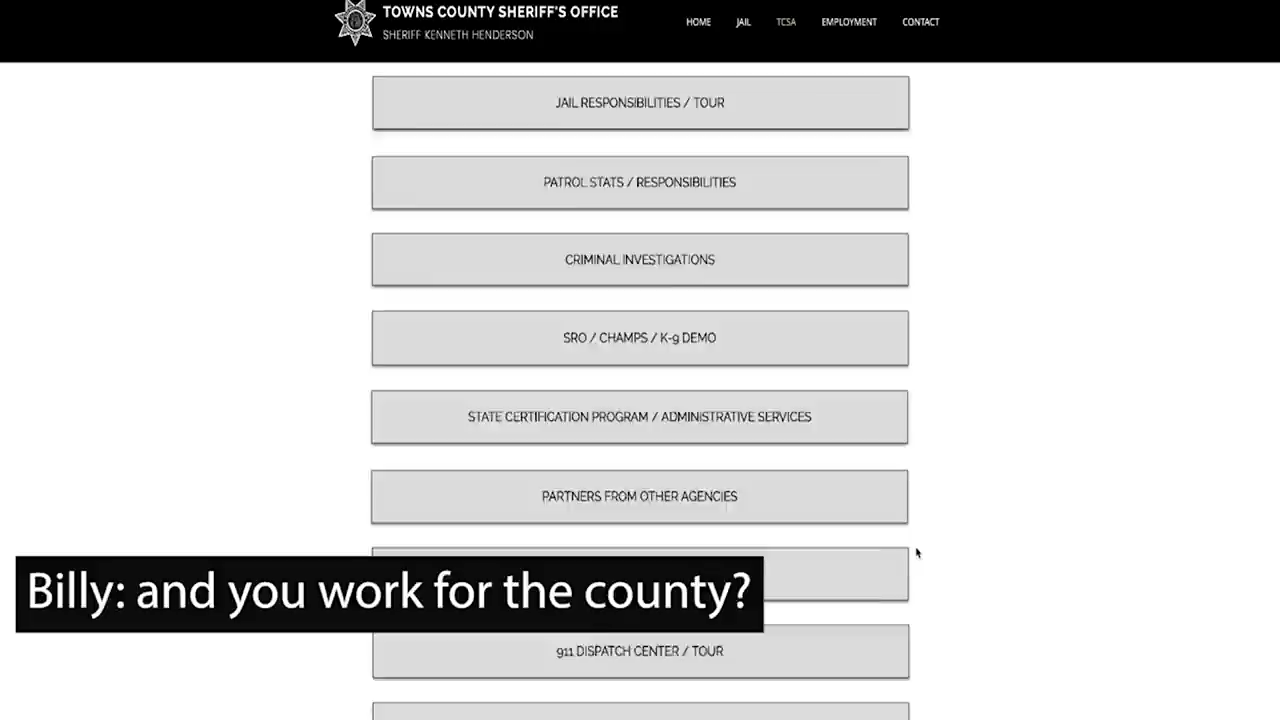 TOWNS COUNTY SHERIFF'S OFFICE
SHERIFF KENNETH HENDERSON
HOME JAIL TCSA EMPLOYMENT CONTACT
JAIL RESPONSIBILITIES / TOUR
PATROL STATS / RESPONSIBILITIES
CRIMINAL INVESTIGATIONS
SRO / CHAMPS / K-9 DEMO
STATE CERTIFICATION PROGRAM / ADMINISTRATIVE SERVICES
PARTNERS FROM OTHER AGENCIES
Billy: and you work for the county?
911 DISPATCH CENTER / TOUR